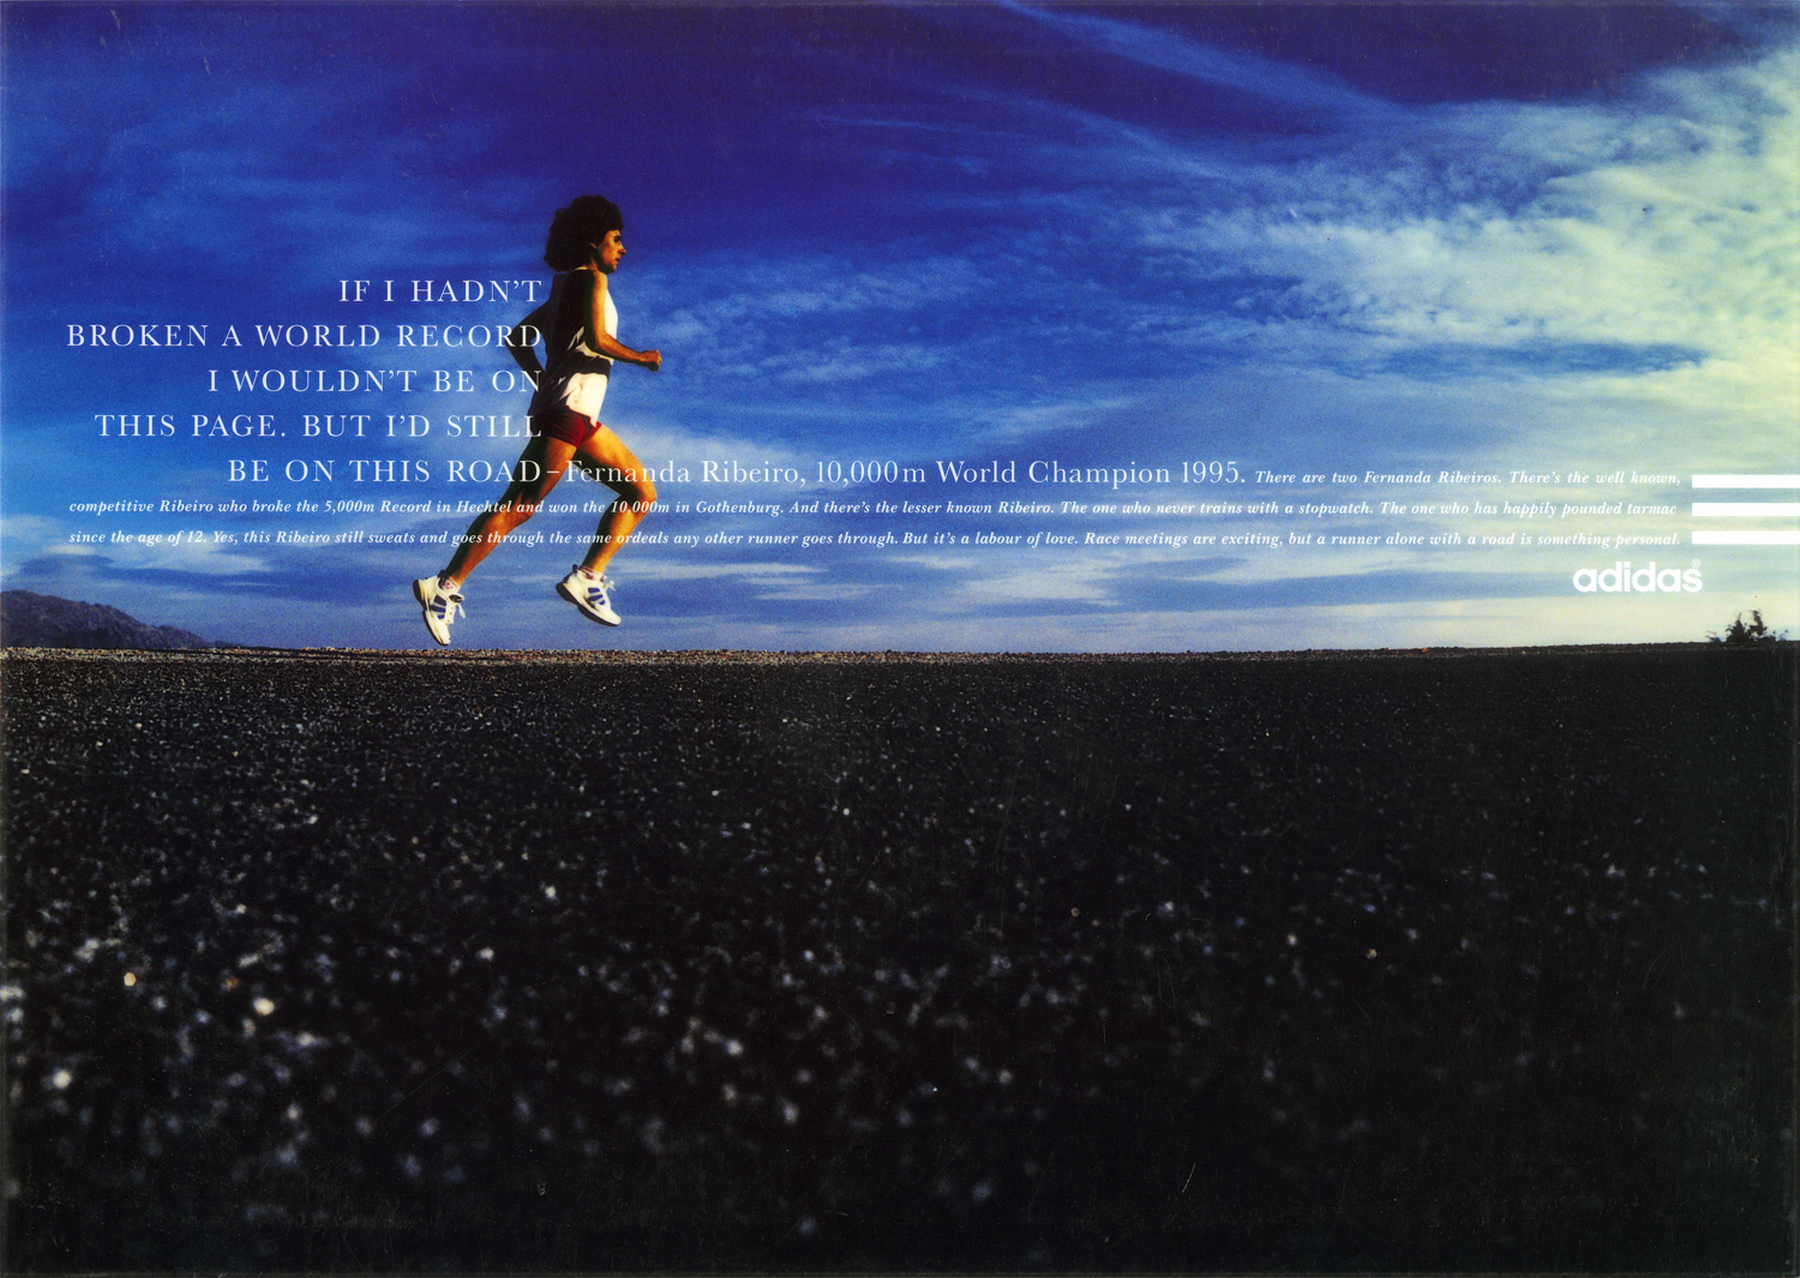 IF I HADN'T
BROKEN A WORLD RECORD
I WOULDN'T BE ON
THIS PAGE. BUT I'D STILL
BE ON THIS ROAD–Fernanda Ribeiro, 10,000m World Champion 1995. There are two Fernanda Ribeiros. There's the well known,
competitive Ribeiro who broke the 5,000m Record in Hechtel and won the 10,000m in Gothenburg. And there's the lesser known Ribeiro. The one who never trains with a stopwatch. The one who has happily pounded tarmac
since the age of 12. Yes, this Ribeiro still sweats and goes through the same ordeals any other runner goes through. But it's a labour of love. Race meetings are exciting, but a runner alone with a road is something personal.
adidas®